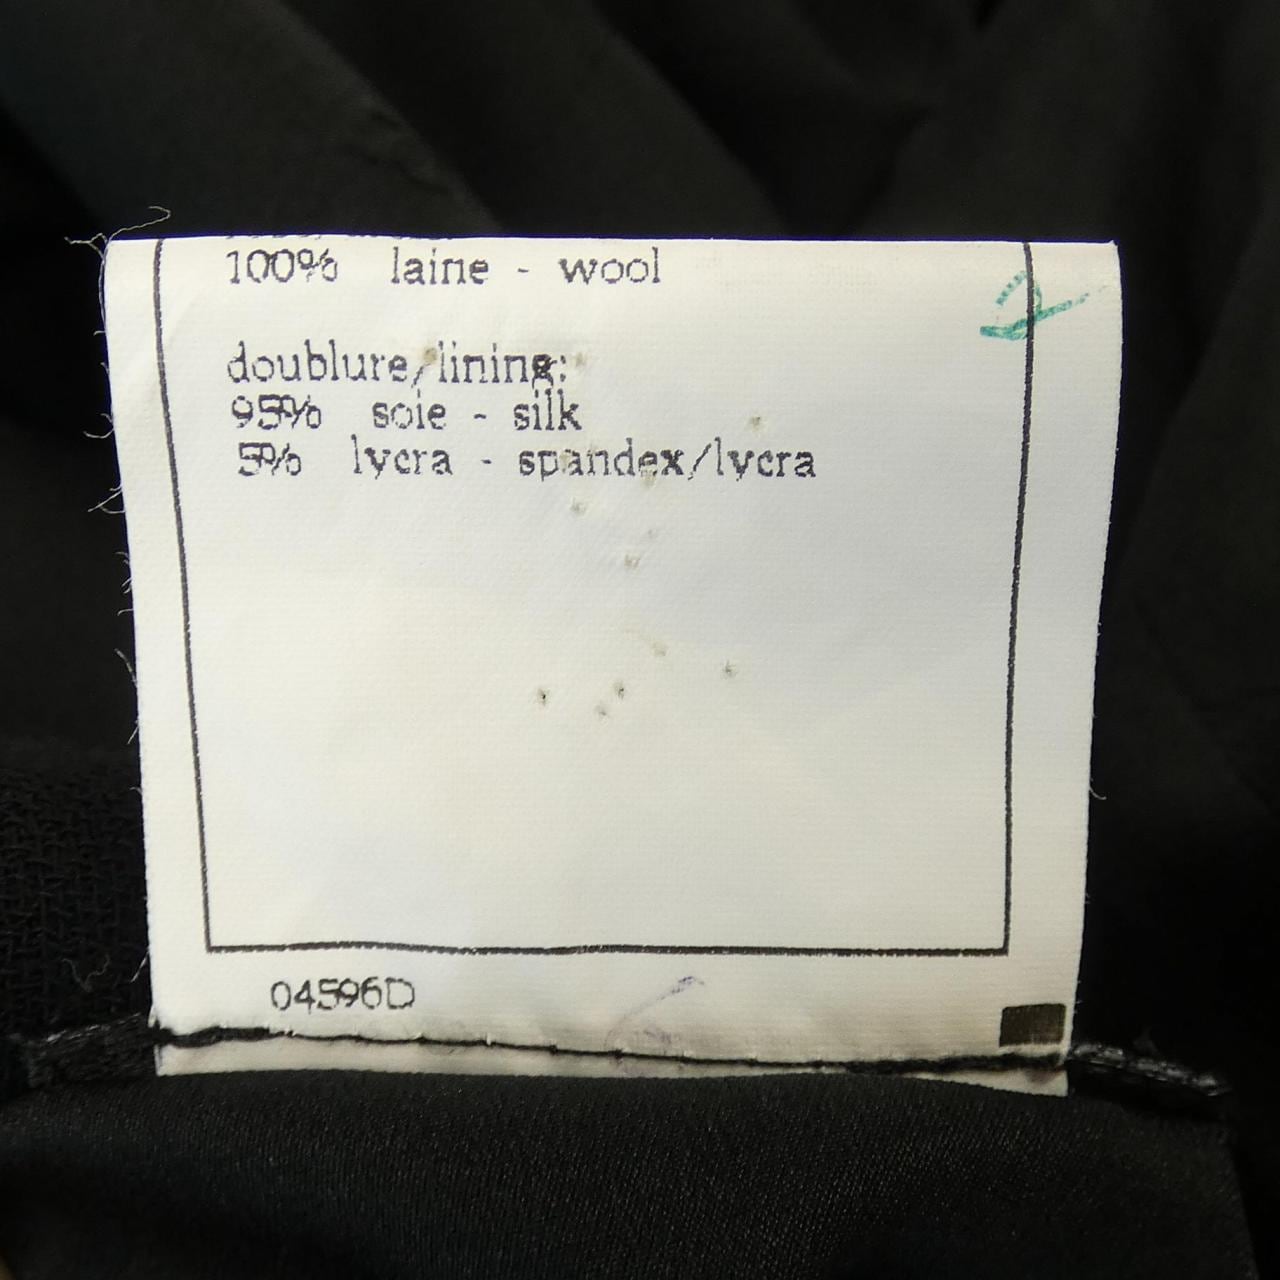 100% laine - wool
doublure/lining:
95% soie - silk
5% lycra - spandex/lycra
04596D